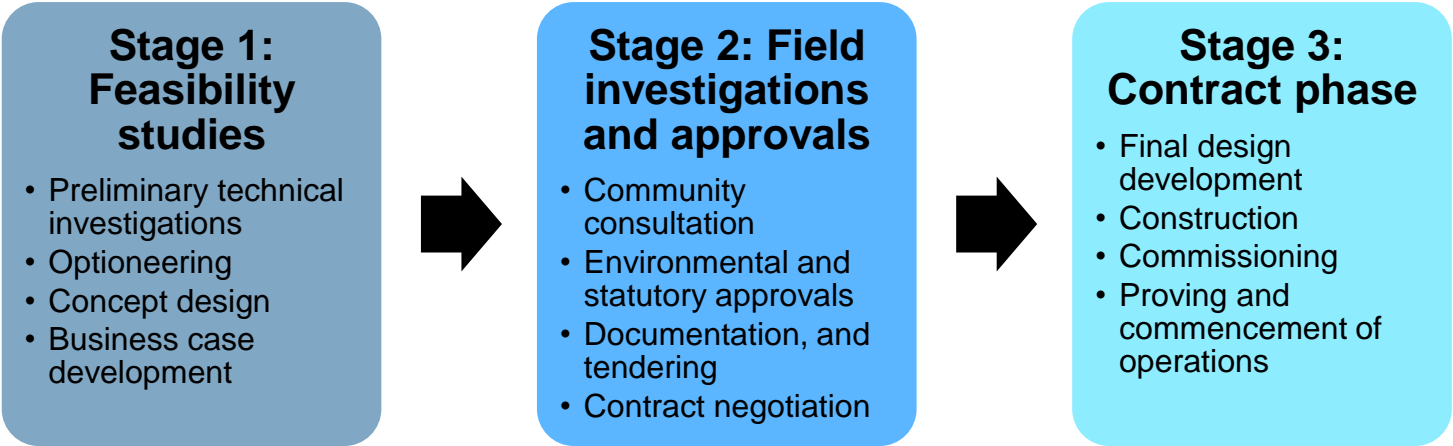 Stage 1:
Feasibility
studies
• Preliminary technical
investigations
• Optioneering
• Concept design
• Business case
development
Stage 2: Field
investigations
and approvals
• Community
consultation
• Environmental and
statutory approvals
• Documentation, and
tendering
• Contract negotiation
Stage 3:
Contract phase
• Final design
development
• Construction
• Commissioning
• Proving and
commencement of
operations